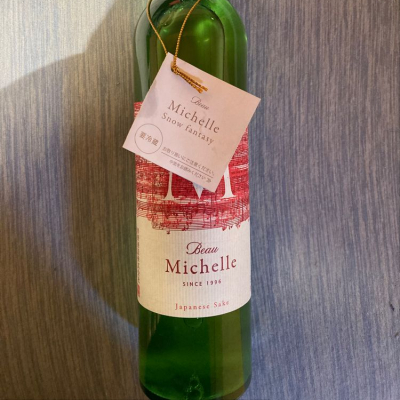 Beau
Michelle
Snow fantasy
要冷蔵
M
Beau
Michelle
SINCE 1996
Japanese Sake